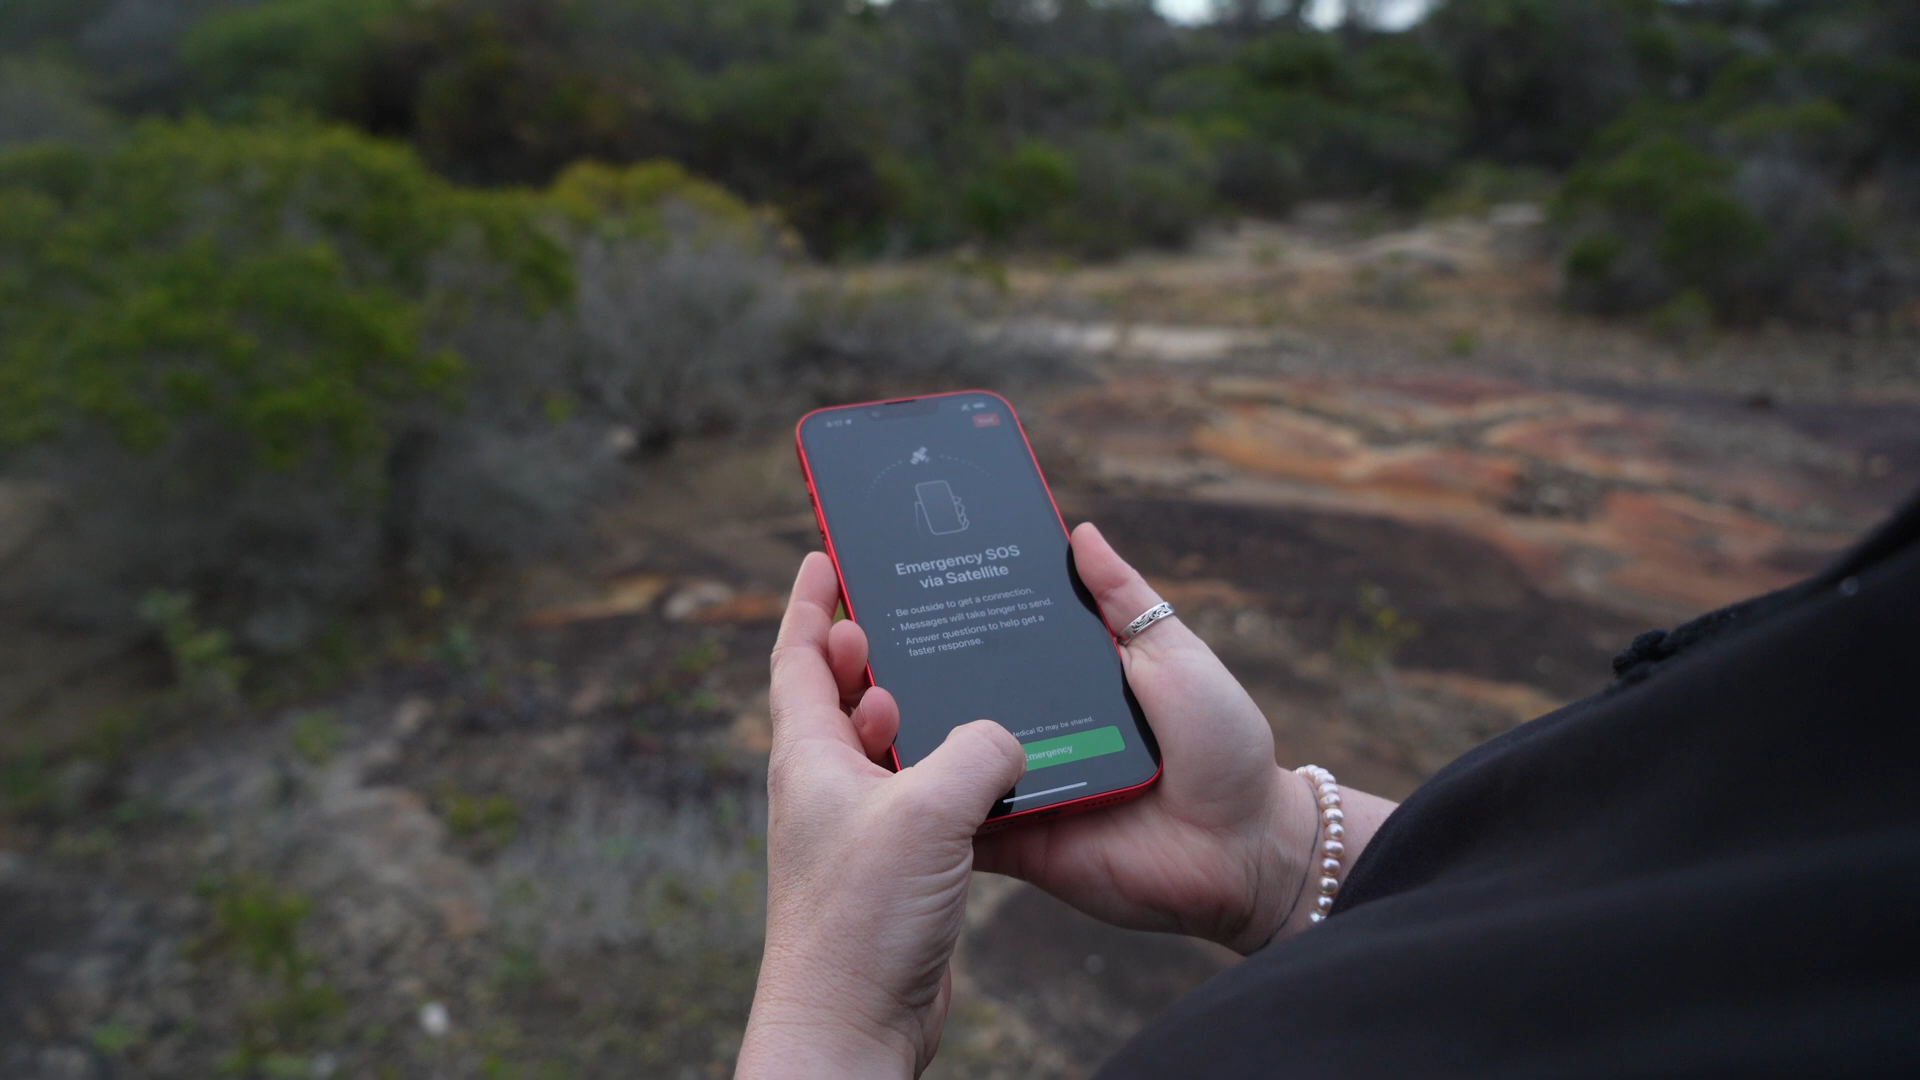 Emergency SOS
via Satellite
• Be outside to get a connection.
• Messages will take longer to send.
• Answer questions to help get a
faster response.
Medical ID may be shared.
Emergency